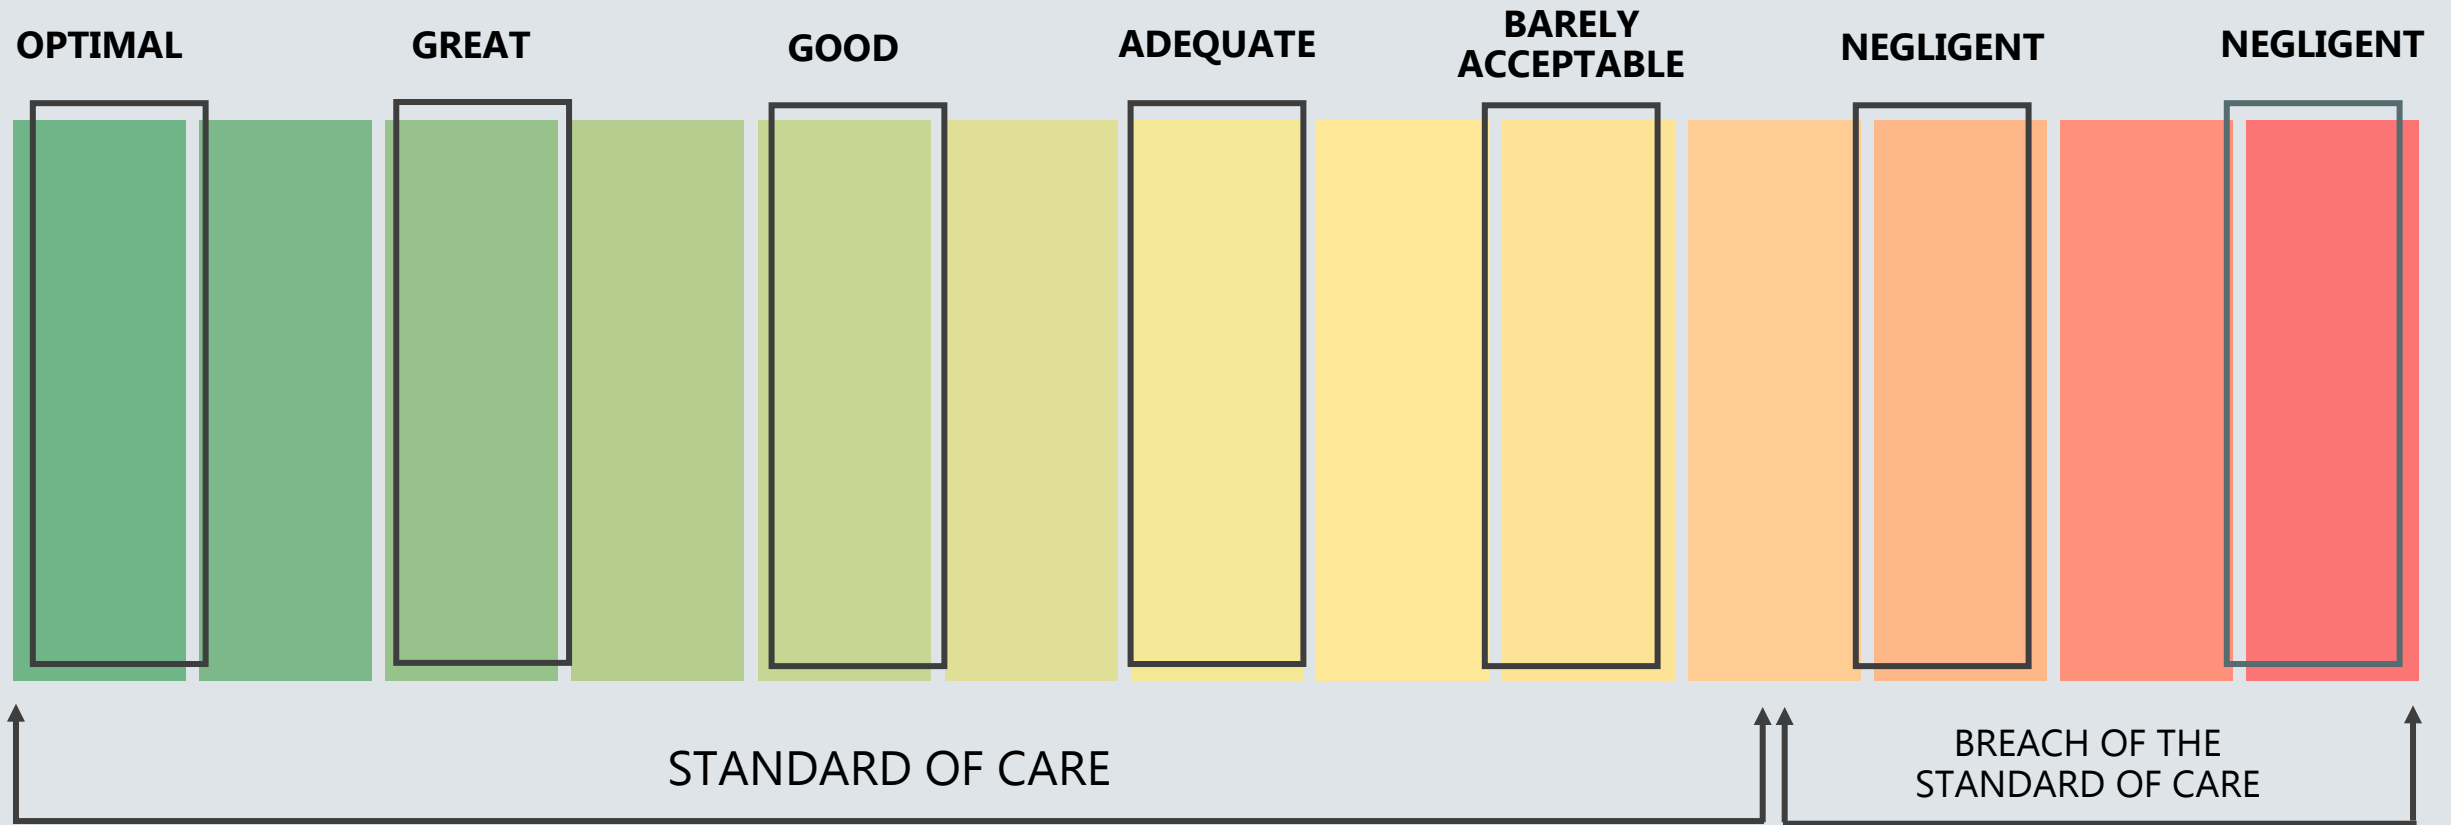 OPTIMAL
GREAT
GOOD
ADEQUATE
BARELY
ACCEPTABLE
NEGLIGENT
NEGLIGENT
STANDARD OF CARE
BREACH OF THE
STANDARD OF CARE